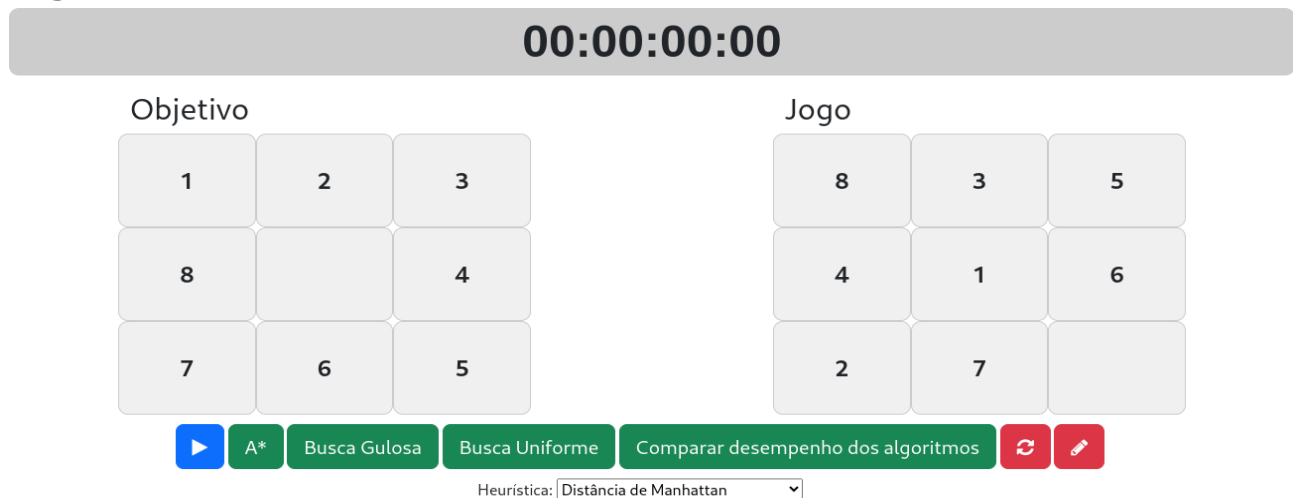 00:00:00:00
Objetivo Jogo
1 2 3 8 3 5
8 4 4 1 6
7 6 5 2 7
A* Busca Gulosa Busca Uniforme Comparar desempenho dos algoritmos
Heurística: Distância de Manhattan